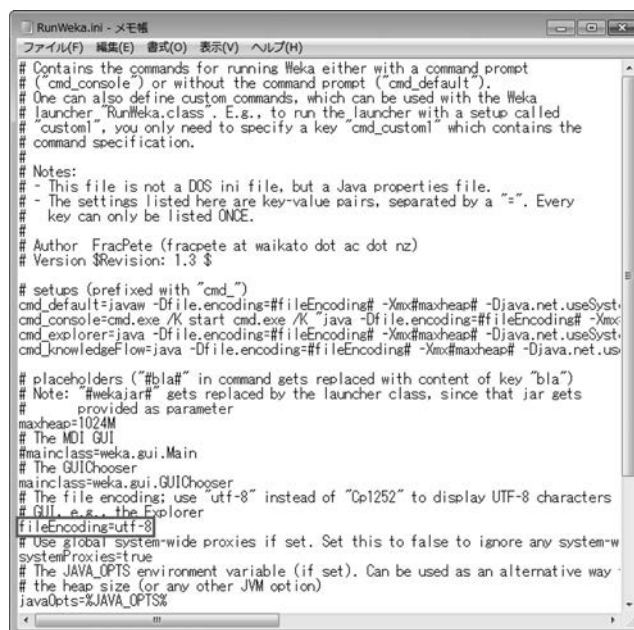 RunWeka.ini - メモ帳
ファイル(F) 編集(E) 書式(O) 表示(V) ヘルプ(H)
# Contains the commands for running Weka either with a command prompt
# ("cmd_console") or without the command prompt ("cmd_default").
# One can also define custom commands, which can be used with the Weka
# launcher "RunWeka.class". E.g., to run the launcher with a setup called
# "custom1", you only need to specify a key "cmd_custom1" which contains the
# command specification.
#
# Notes:
# - This file is not a DOS ini file, but a Java properties file.
# - The settings listed here are key-value pairs, separated by a "=". Every
#   key can only be listed ONCE.
#
# Author  FracPete (fracpete at waikato dot ac dot nz)
# Version $Revision: 1.3 $
# setups (prefixed with "cmd_")
cmd_default=javaw -Dfile.encoding=#fileEncoding# -Xmx#maxheap# -Djava.net.useSyst
cmd_console=cmd.exe /K start cmd.exe /K "java -Dfile.encoding=#fileEncoding# -Xmx
cmd_explorer=java -Dfile.encoding=#fileEncoding# -Xmx#maxheap# -Djava.net.useSyst
cmd_knowledgeFlow=java -Dfile.encoding=#fileEncoding# -Xmx#maxheap# -Djava.net.us
# placeholders ("#bla#" in command gets replaced with content of key "bla")
# Note: "#wekajar#" gets replaced by the launcher class, since that jar gets
#       provided as parameter
maxheap=1024M
# The MDI GUI
#mainclass=weka.gui.Main
# The GUIChooser
mainclass=weka.gui.GUIChooser
# The file encoding; use "utf-8" instead of "Cp1252" to display UTF-8 characters
# GUI, e.g., the Explorer
fileEncoding=utf-8
# Use global system-wide proxies if set. Set this to false to ignore any system-w
systemProxies=true
# The JAVA_OPTS environment variable (if set). Can be used as an alternative way
# the heap size (or any other JVM option)
javaOpts=%JAVA_OPTS%